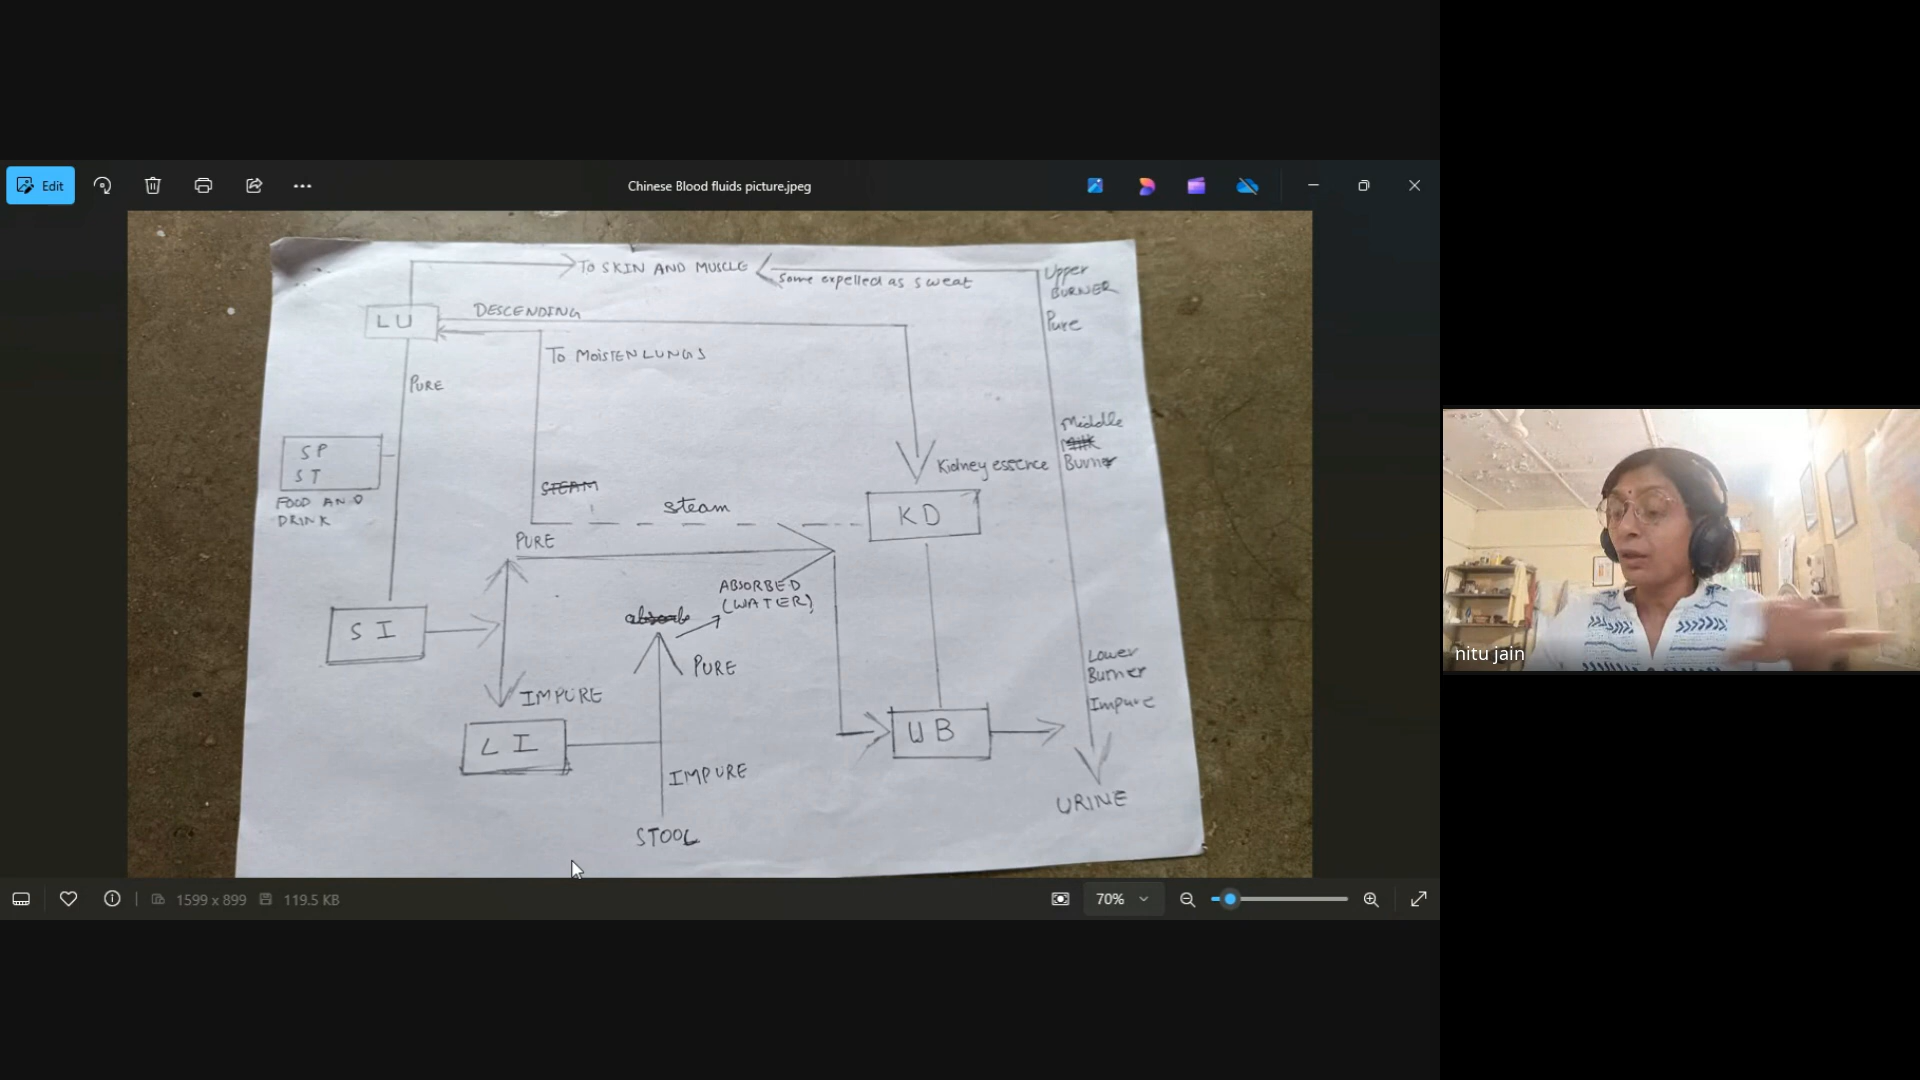 Edit
Chinese Blood fluids picture.jpeg
TO SKIN AND MUSCLE
Some expelled as sweat
Upper
BURNER
Pure
LU
DESCENDING
TO MOISTEN LUNGS
PURE
Middle
Burner
SP
ST
FOOD AND
DRINK
Kidney essence
STEAM
steam
KD
PURE
ABSORBED
(WATER)
absorb
SI
PURE
Lower
Burner
Impure
IMPURE
LI
UB
IMPURE
URINE
STOOL
nitu jain
1599 x 899
119.5 KB
70%